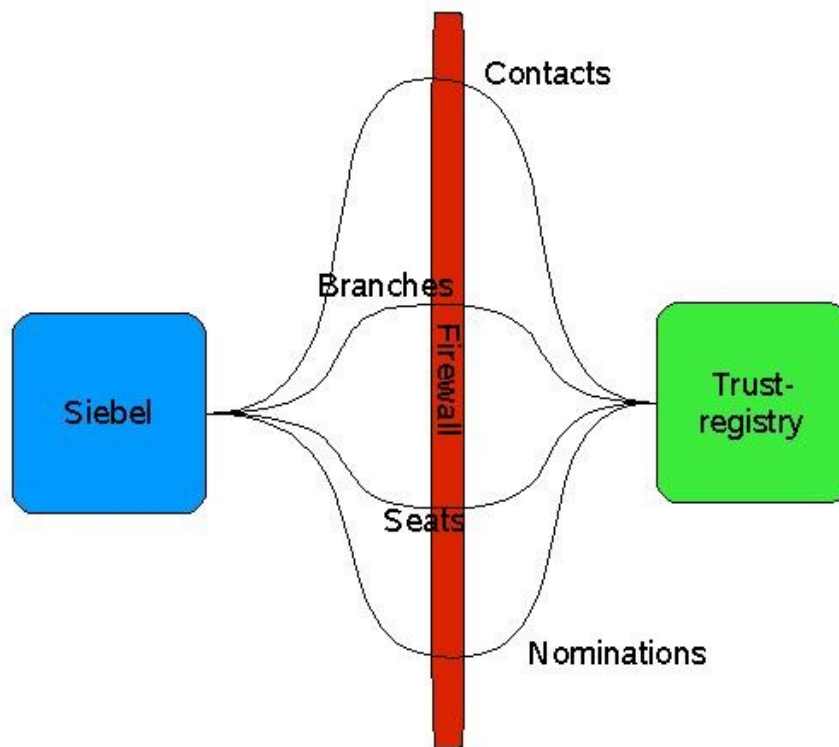 Contacts
Branches
Firewall
Siebel
Trust-
registry
Seats
Nominations